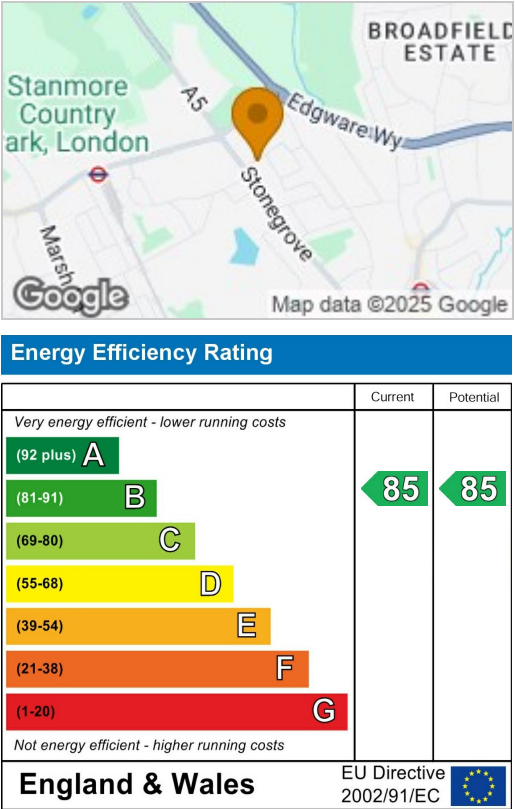 BROADFIELD
ESTATE
Stanmore
Country
ark, London
A5
Edgware Wy
Stonegrove
Marsh
Google
Map data ©2025 Google
Energy Efficiency Rating
Current Potential
Very energy efficient - lower running costs
(92 plus) A
(81-91) B
85 85
(69-80) C
(55-68) D
(39-54) E
(21-38) F
(1-20) G
Not energy efficient - higher running costs
England & Wales
EU Directive
2002/91/EC